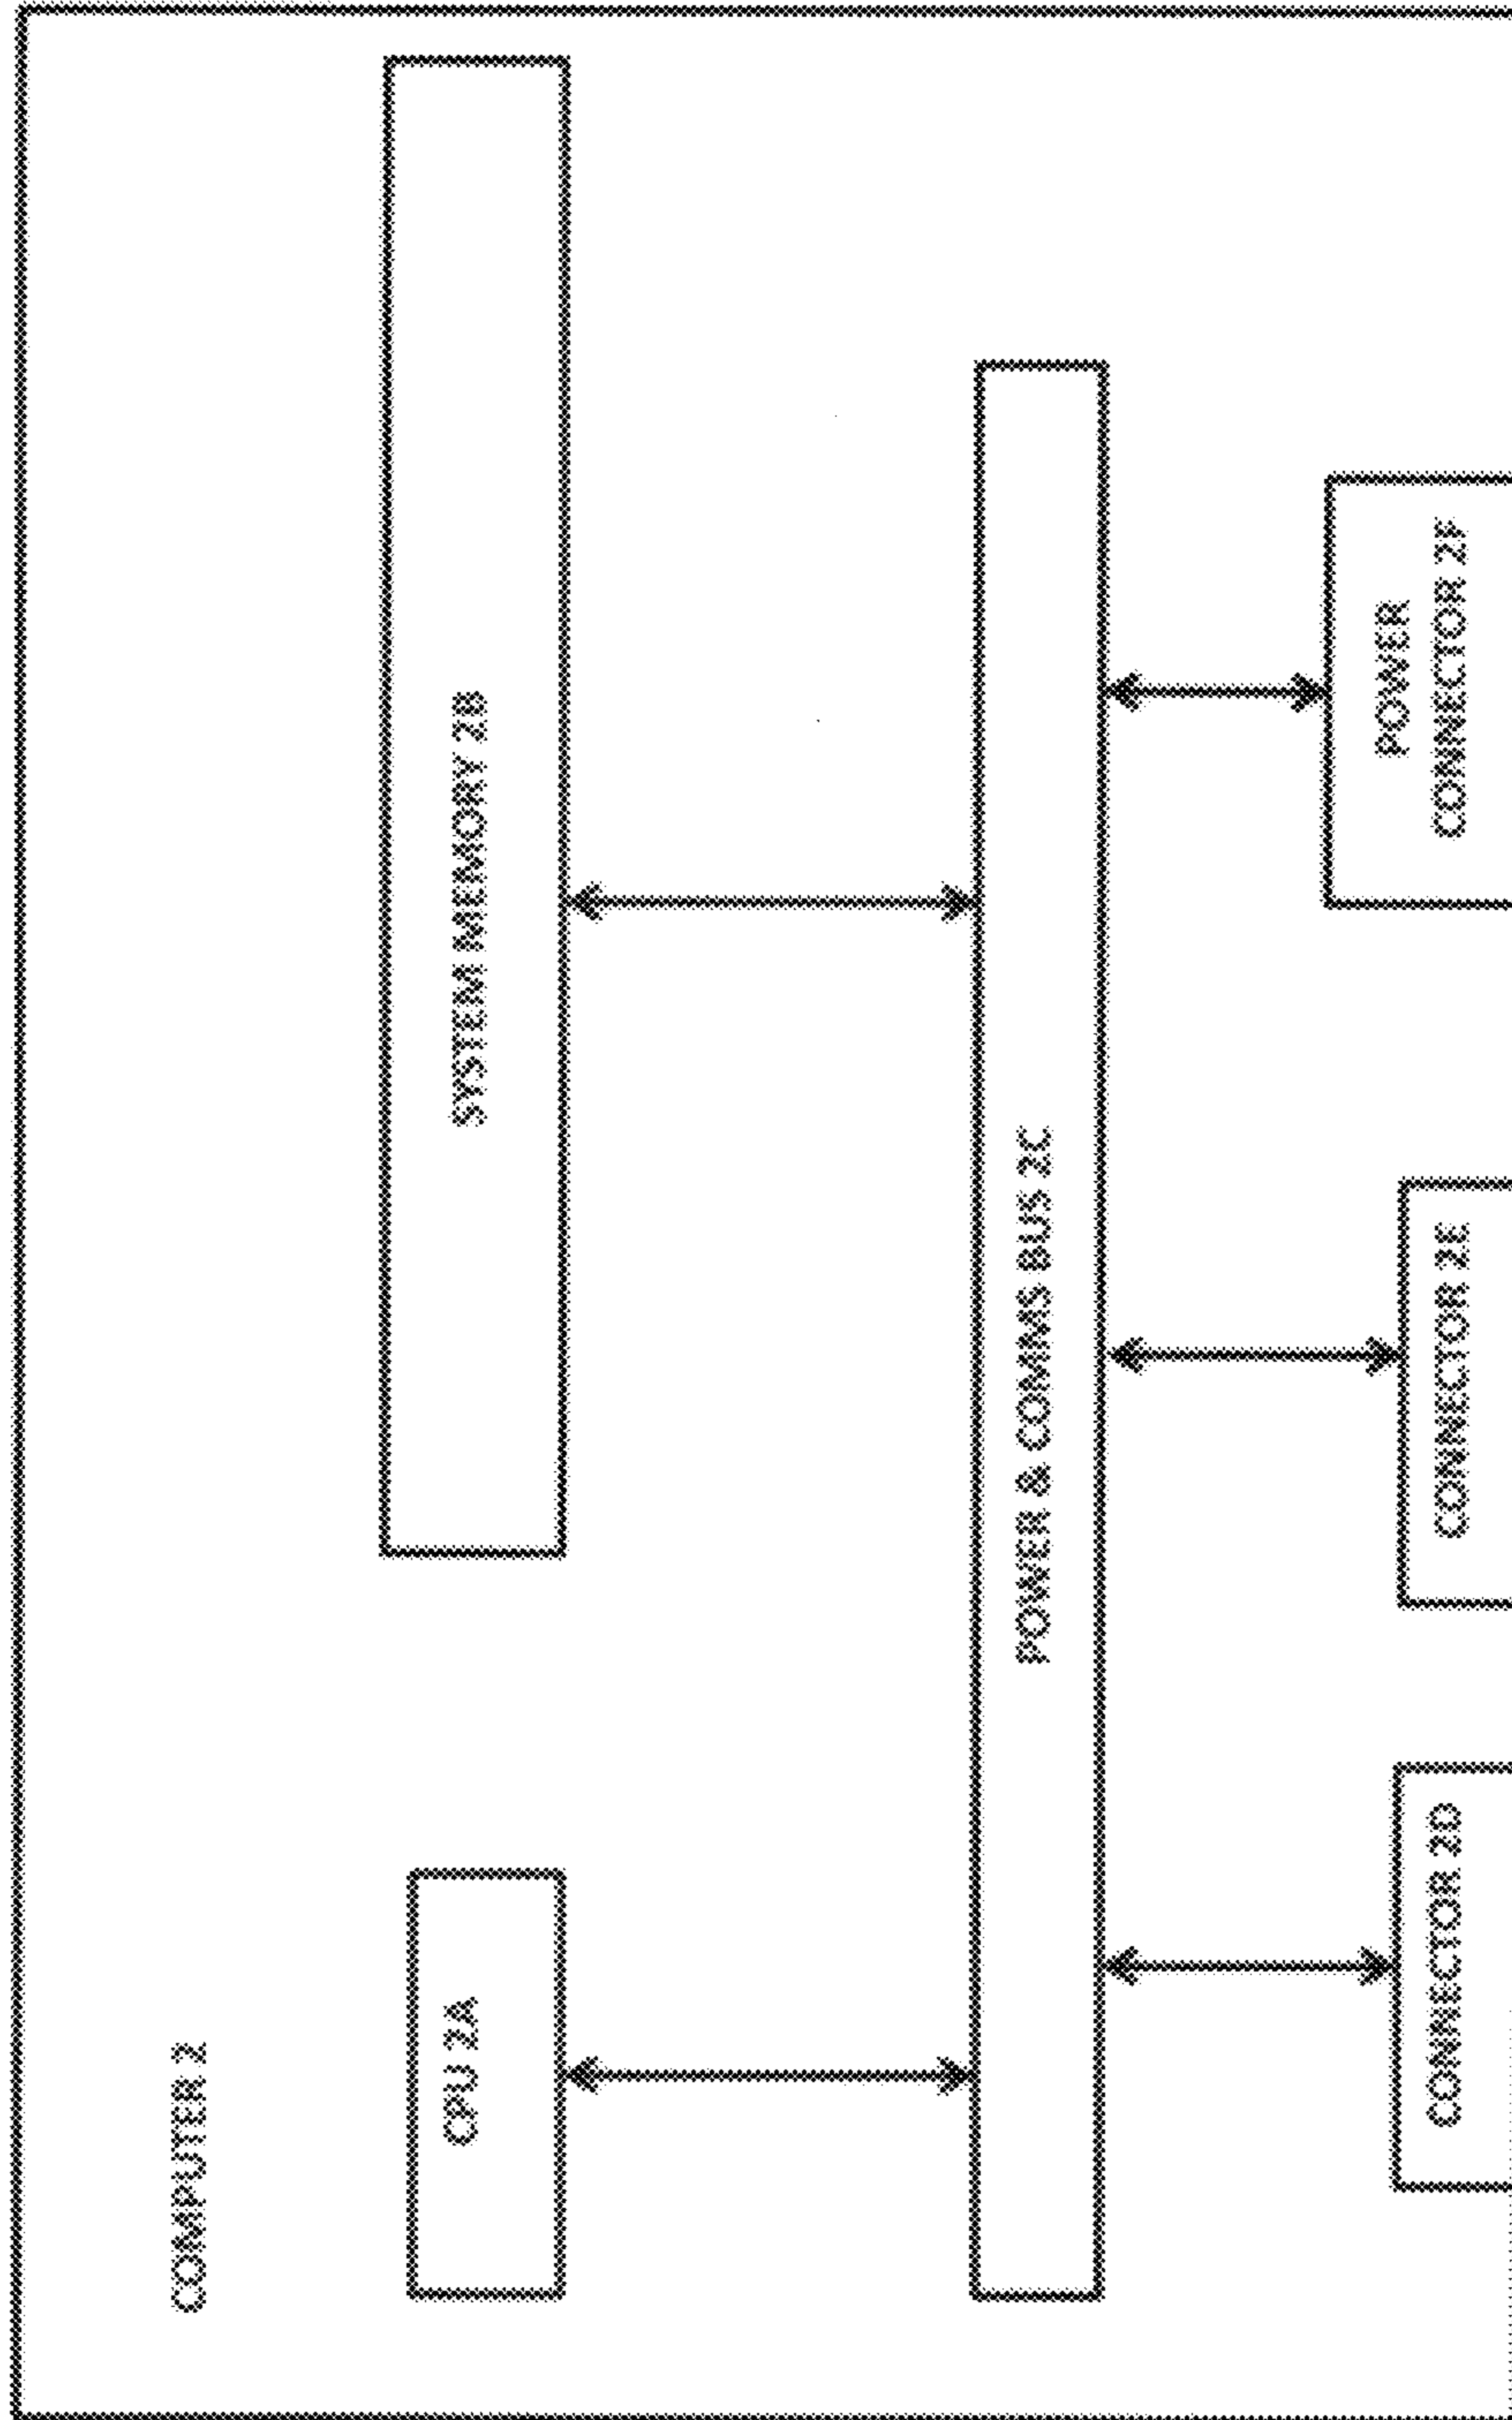 COMPUTER 2
CPU 2A
SYSTEM MEMORY 2B
POWER & COMMS BUS 2C
CONNECTOR 2D
CONNECTOR 2E
POWER
CONNECTOR 2F